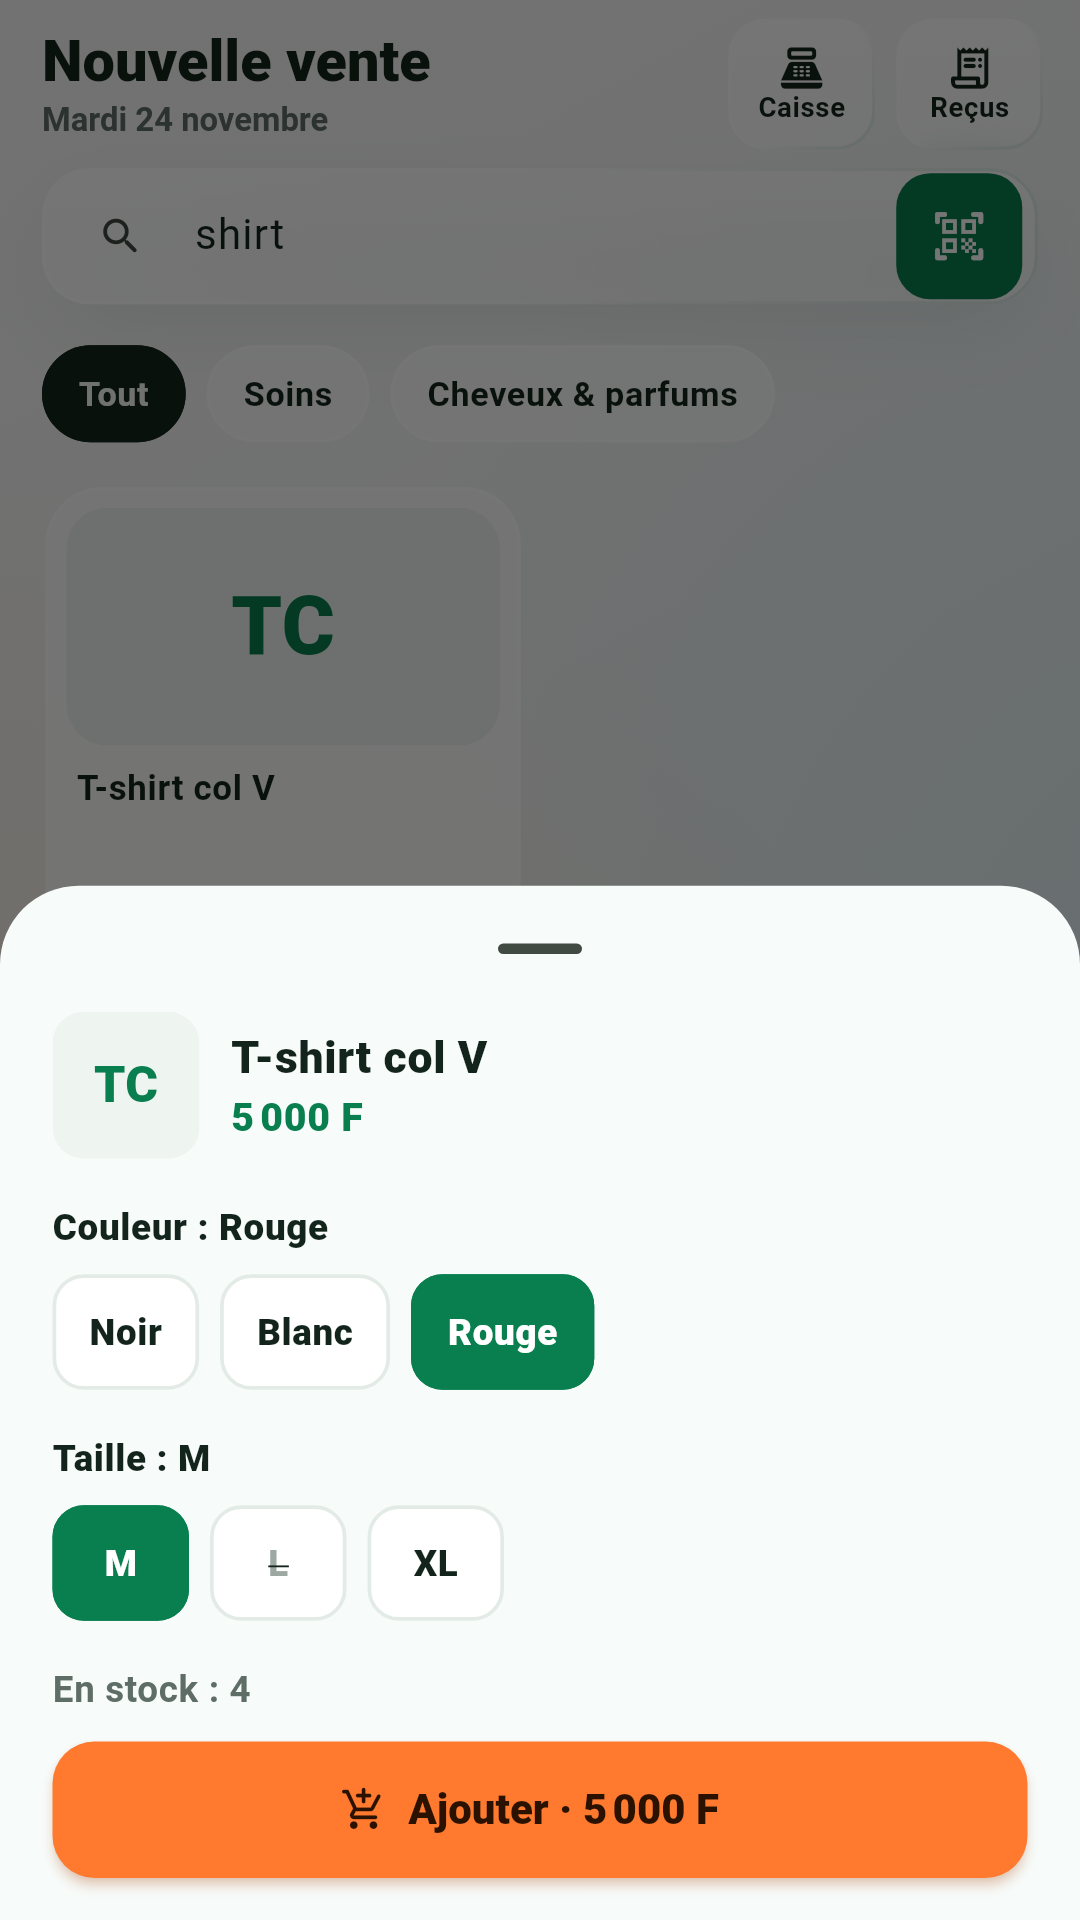 Nouvelle vente
Mardi 24 novembre
Caisse
Reçus
shirt
Tout
Soins
Cheveux & parfums
TC
T-shirt col V
TC
T-shirt col V
5 000 F
Couleur : Rouge
Noir
Blanc
Rouge
Taille : M
M
L
XL
En stock : 4
Ajouter · 5 000 F